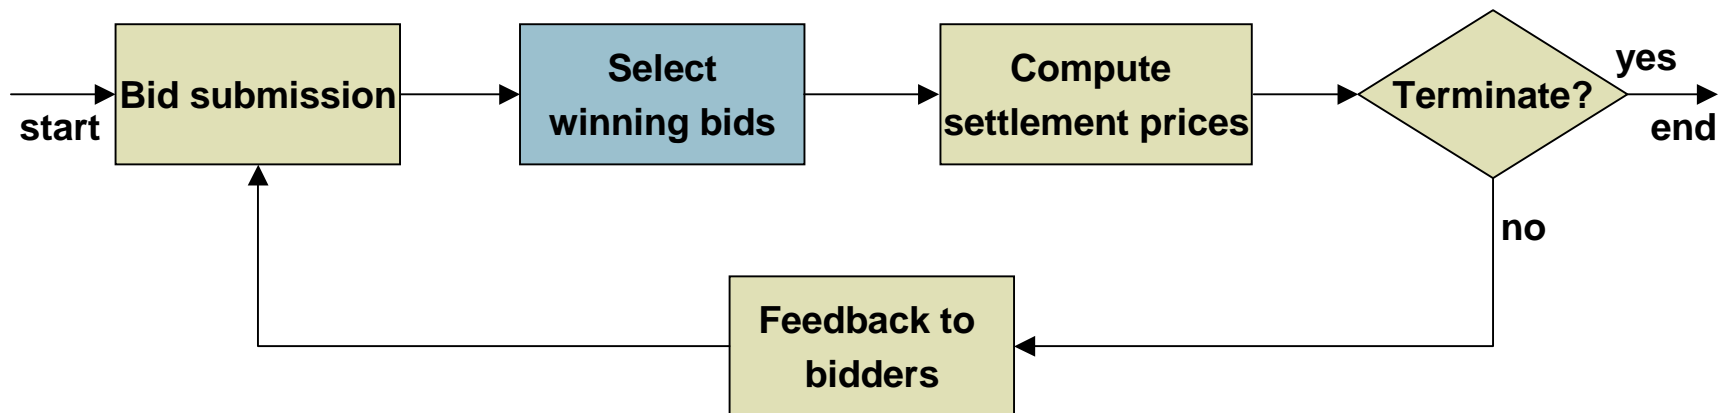 start
Bid submission
Select
winning bids
Compute
settlement prices
Terminate?
yes
end
no
Feedback to
bidders